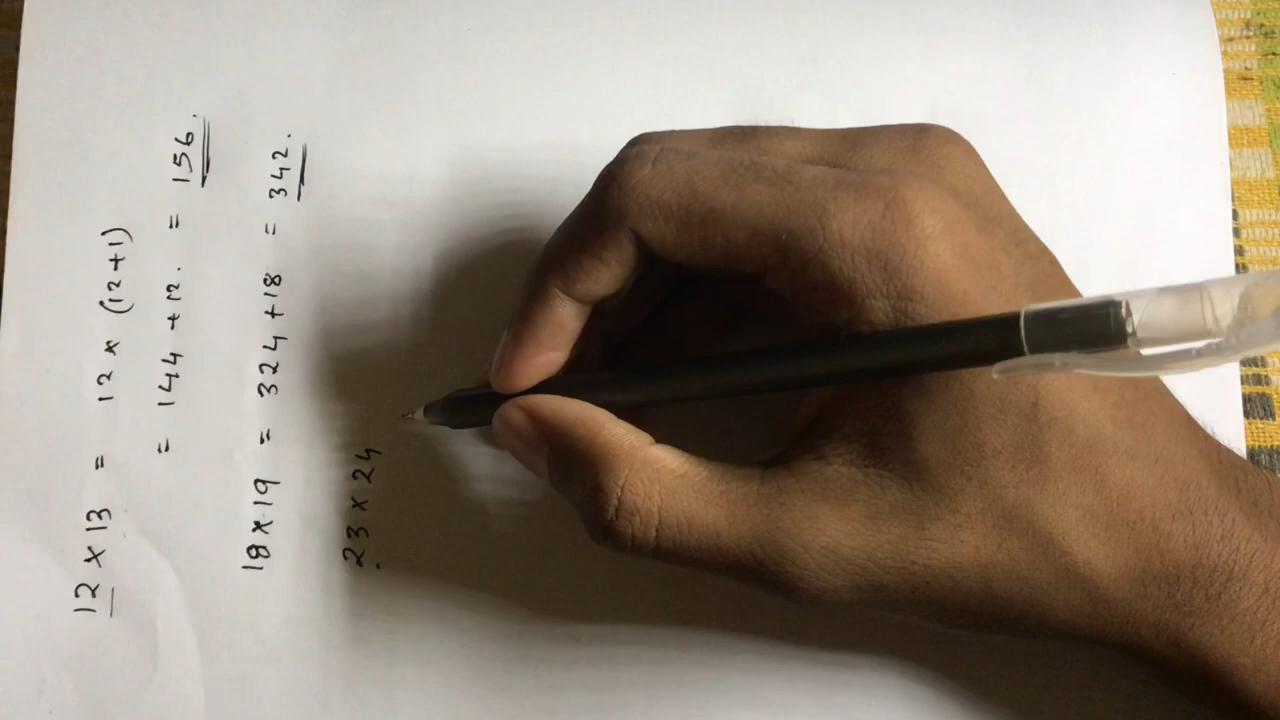 12 × 13 = 12 × (12+1)
= 144 + 12. = 156.
18 × 19 = 324 + 18 = 342.
23 × 24